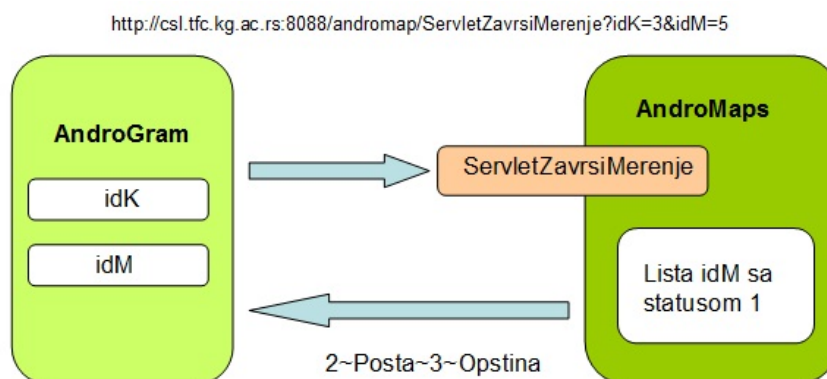 http://csl.tfc.kg.ac.rs:8088/andromap/ServletZavrsiMerenje?idK=3&idM=5
AndroGram
idK
idM
AndroMaps
ServletZavrsiMerenje
Lista idM sa
statusom 1
2~Posta~3~Opstina